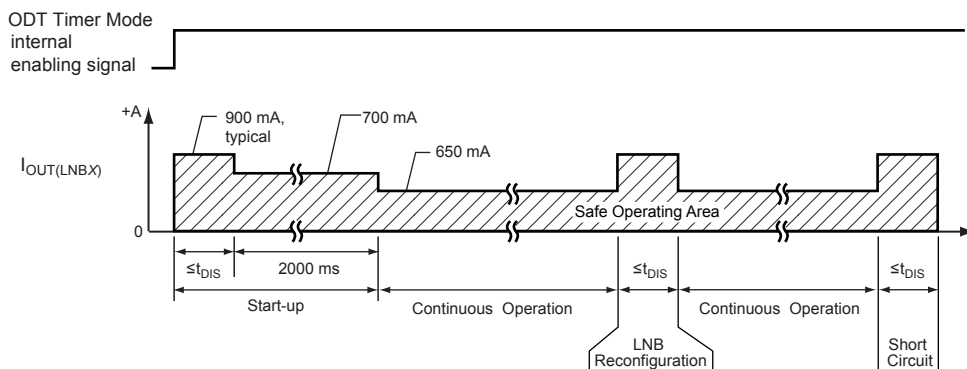 ODT Timer Mode
internal
enabling signal
+A
900 mA,
typical
700 mA
650 mA
IOUT(LNBX)
Safe Operating Area
0
≤tDIS
2000 ms
≤tDIS
≤tDIS
Start-up
Continuous Operation
Continuous Operation
LNB
Reconfiguration
Short
Circuit